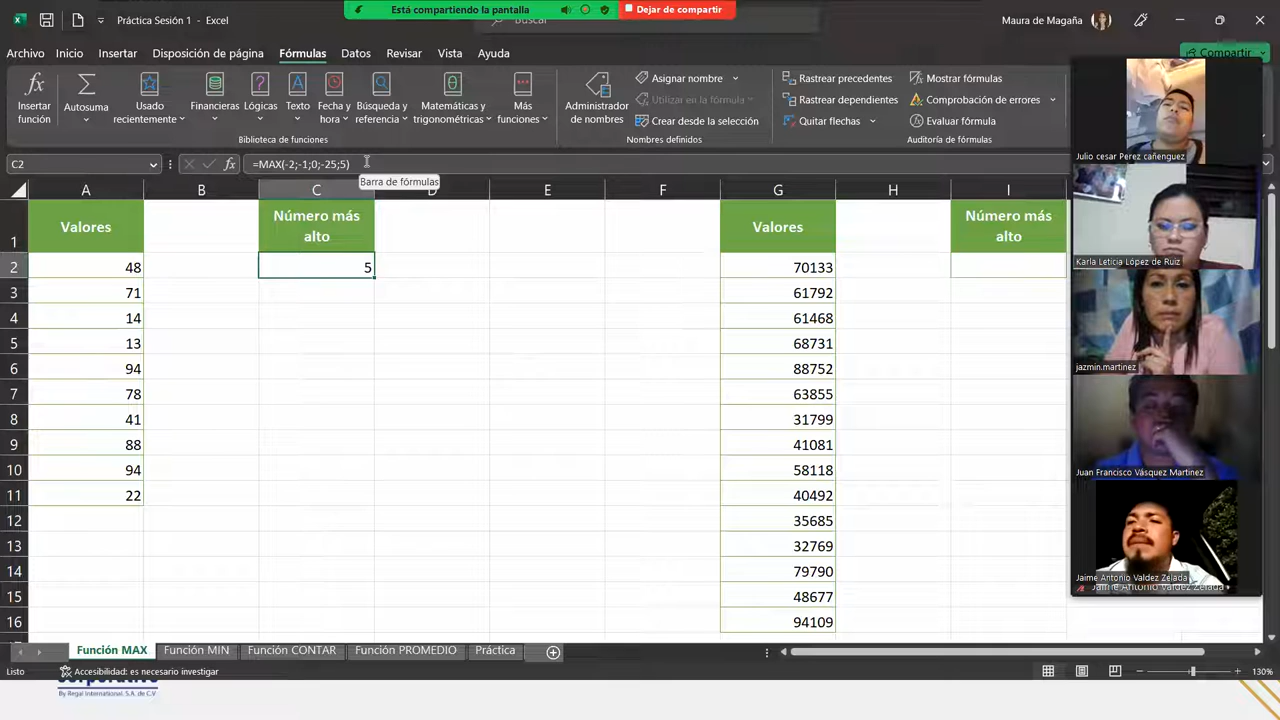 Práctica Sesión 1 - Excel
Está compartiendo la pantalla
Dejar de compartir
Buscar
Maura de Magaña
Archivo Inicio Insertar Disposición de página Fórmulas Datos Revisar Vista Ayuda
Compartir
Insertar función
Autosuma
Usado recientemente
Financieras
Lógicas
Texto
Fecha y hora
Búsqueda y referencia
Matemáticas y trigonométricas
Más funciones
Biblioteca de funciones
Administrador de nombres
Asignar nombre
Utilizar en la fórmula
Crear desde la selección
Nombres definidos
Rastrear precedentes
Rastrear dependientes
Quitar flechas
Mostrar fórmulas
Comprobación de errores
Evaluar fórmula
Auditoría de fórmulas
C2
fx
=MAX(-2;-1;0;-25;5)
Barra de fórmulas
A B C D E F G H I
1 Valores Número más alto Valores Número más alto
2 48 5 70133
3 71 61792
4 14 61468
5 13 68731
6 94 88752
7 78 63855
8 41 31799
9 88 41081
10 94 58118
11 22 40492
12 35685
13 32769
14 79790
15 48677
16 94109
Julio cesar Perez cañenguez
Karla Leticia López de Ruiz
jazmin.martinez
Juan Francisco Vásquez Martinez
Jaime Antonio Valdez Zelada
Jaime Antonio Valdez Zelada
Función MAX Función MIN Función CONTAR Función PROMEDIO Práctica
Listo
Accesibilidad: es necesario investigar
130%
By Regal International, S.A. de C.V